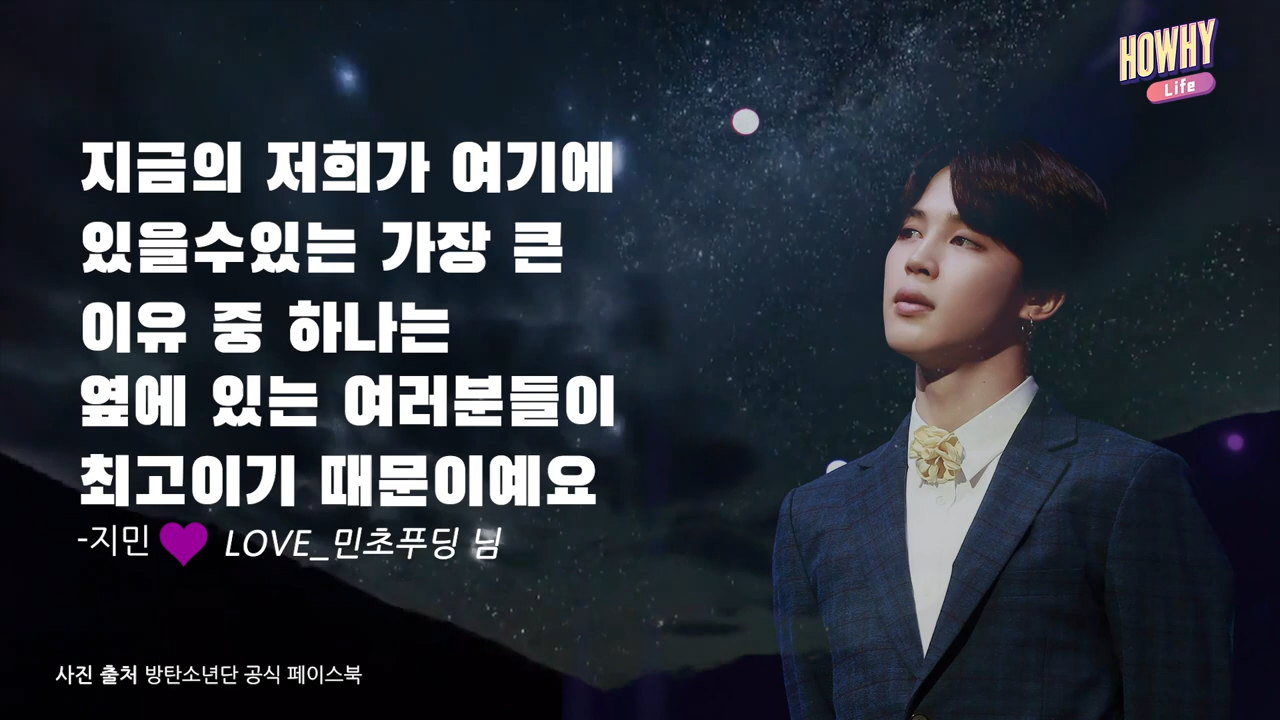 HOWHY
Life
지금의 저희가 여기에
있을수있는 가장 큰
이유 중 하나는
옆에 있는 여러분들이
최고이기 때문이예요
-지민 💜 LOVE_민초푸딩 님
사진 출처 방탄소년단 공식 페이스북